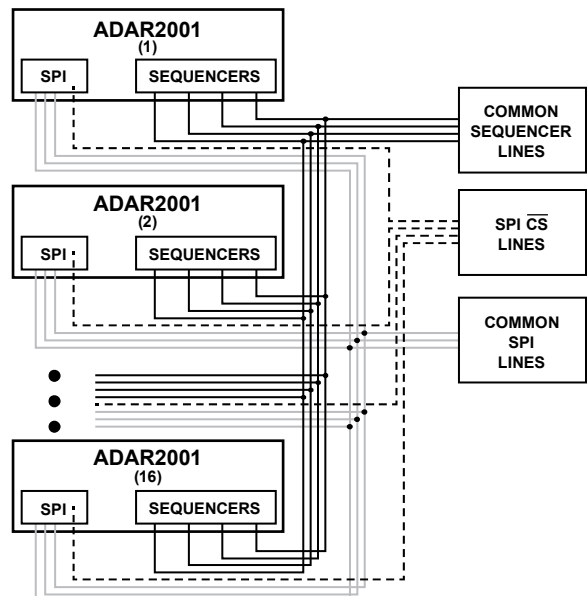 ADAR2001
(1)
SPI
SEQUENCERS
COMMON
SEQUENCER
LINES
ADAR2001
(2)
SPI
SEQUENCERS
SPI C̅S̅
LINES
COMMON
SPI
LINES
ADAR2001
(16)
SPI
SEQUENCERS